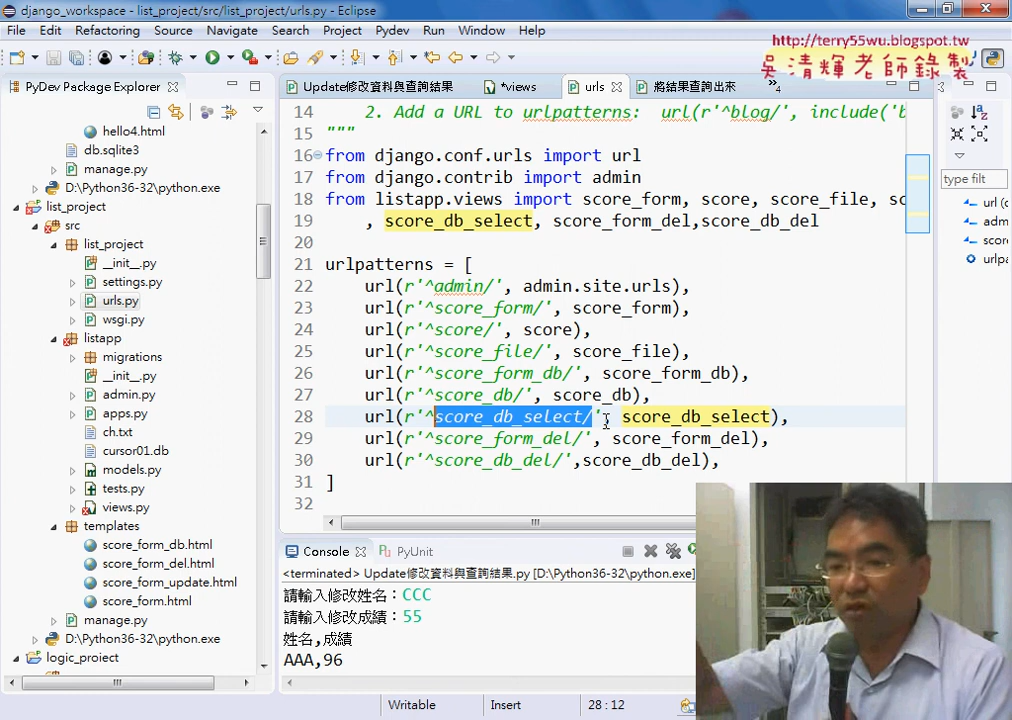 django_workspace - list_project/src/list_project/urls.py - Eclipse
File Edit Refactoring Source Navigate Search Project Pydev Run Window Help
http://terry55wu.blogspot.tw
吳清輝老師錄製
PyDev Package Explorer
hello4.html
db.sqlite3
manage.py
D:\Python36-32\python.exe
list_project
src
list_project
__init__.py
settings.py
urls.py
wsgi.py
listapp
migrations
__init__.py
admin.py
apps.py
ch.txt
cursor01.db
models.py
tests.py
views.py
templates
score_form_db.html
score_form_del.html
score_form_update.html
score_form.html
manage.py
D:\Python36-32\python.exe
logic_project
Update修改資料與查詢結果 *views urls 將結果查詢出來 4
14 2. Add a URL to urlpatterns: url(r'^blog/', include('b
15 """
16 from django.conf.urls import url
17 from django.contrib import admin
18 from listapp.views import score_form, score, score_file, sc
19 , score_db_select, score_form_del,score_db_del
20
21 urlpatterns = [
22 url(r'^admin/', admin.site.urls),
23 url(r'^score_form/', score_form),
24 url(r'^score/', score),
25 url(r'^score_file/', score_file),
26 url(r'^score_form_db/', score_form_db),
27 url(r'^score_db/', score_db),
28 url(r'^score_db_select/', score_db_select),
29 url(r'^score_form_del/', score_form_del),
30 url(r'^score_db_del/',score_db_del),
31 ]
32
type filt
url (
adm
score
urlpa
Console PyUnit
<terminated> Update修改資料與查詢結果.py [D:\Python36-32\python.exe]
請輸入修改姓名：CCC
請輸入修改成績：55
姓名,成績
AAA,96
Writable Insert 28 : 12